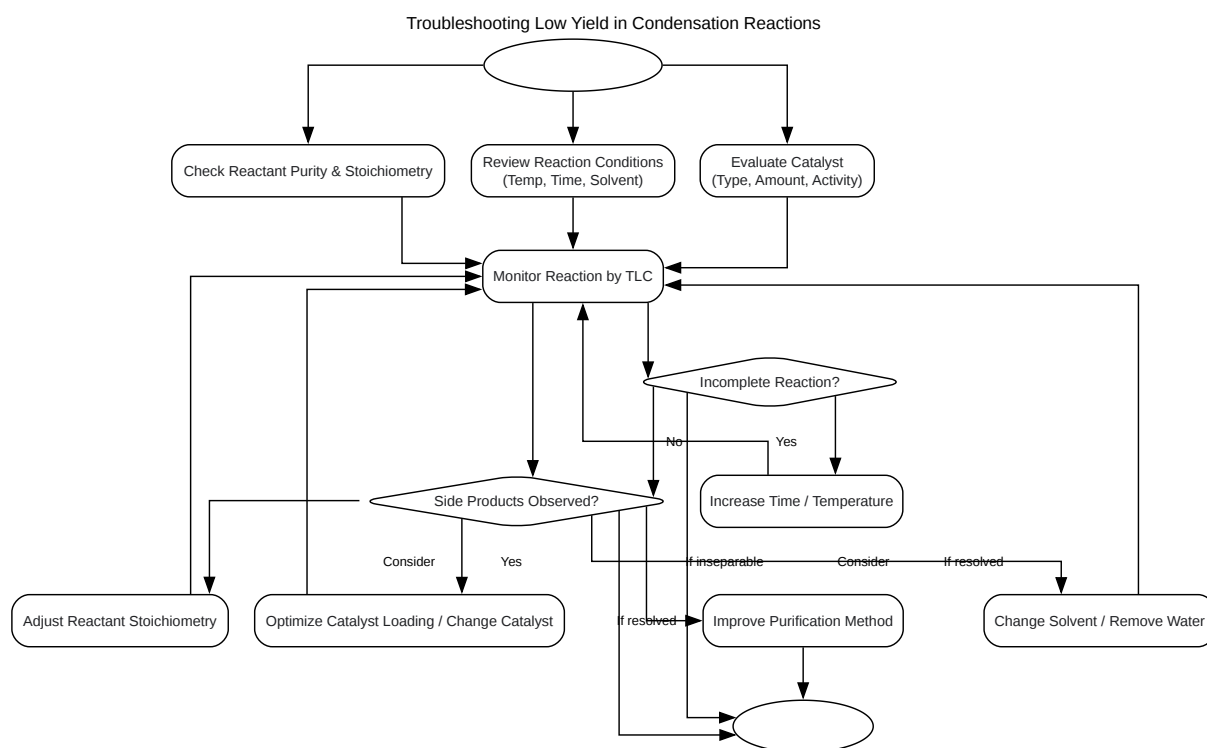 Troubleshooting Low Yield in Condensation Reactions
Check Reactant Purity & Stoichiometry
Review Reaction Conditions
(Temp, Time, Solvent)
Evaluate Catalyst
(Type, Amount, Activity)
Monitor Reaction by TLC
Incomplete Reaction?
No
Yes
Increase Time / Temperature
Side Products Observed?
Consider
Yes
If inseparable
Consider
If resolved
Adjust Reactant Stoichiometry
Optimize Catalyst Loading / Change Catalyst
If resolved
Improve Purification Method
Change Solvent / Remove Water